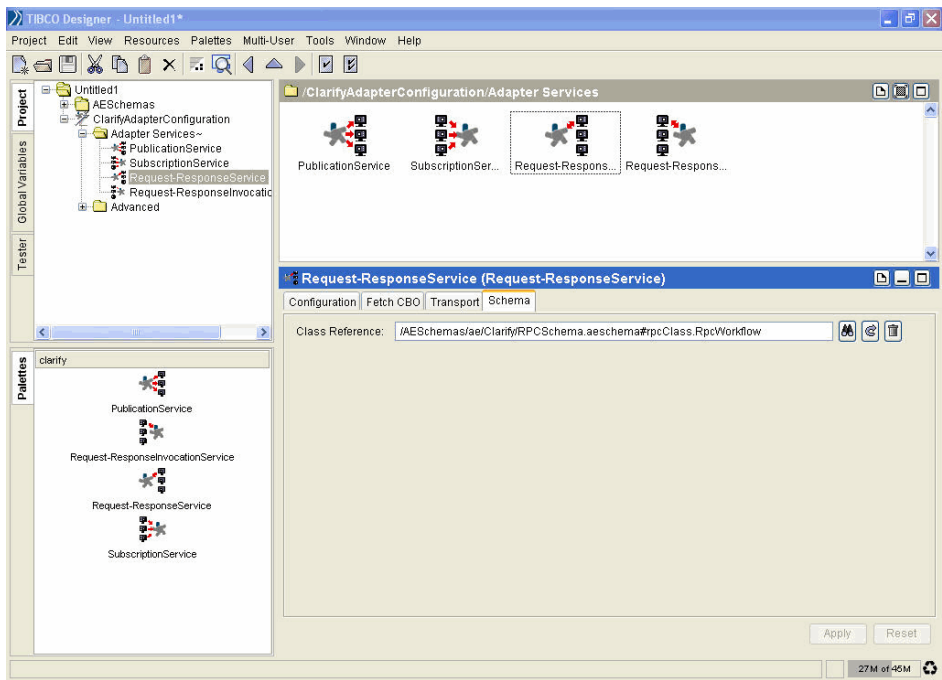 TIBCO Designer - Untitled1*
Project Edit View Resources Palettes Multi-User Tools Window Help
Project
Global Variables
Tester
Untitled1
AESchemas
ClarifyAdapterConfiguration
Adapter Services~
PublicationService
SubscriptionService
Request-ResponseService
Request-ResponseInvocatio
Advanced
/ClarifyAdapterConfiguration/Adapter Services
PublicationService SubscriptionSer... Request-Respons... Request-Respons...
Request-ResponseService (Request-ResponseService)
Configuration Fetch CBO Transport Schema
Class Reference: /AESchemas/ae/Clarify/RPCSchema.aeschema#rpcClass.RpcWorkflow
Palettes
clarify
PublicationService
Request-ResponseInvocationService
Request-ResponseService
SubscriptionService
Apply Reset
27M of 45M